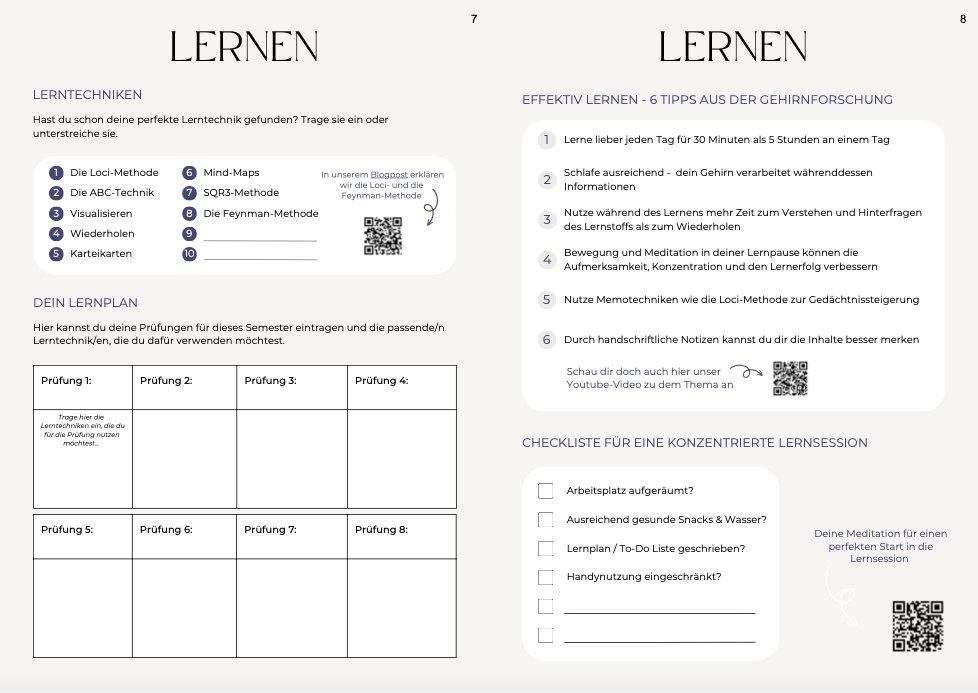 7
LERNEN
LERNTECHNIKEN
Hast du schon deine perfekte Lerntechnik gefunden? Trage sie ein oder
unterstreiche sie.
1 Die Loci-Methode
2 Die ABC-Technik
3 Visualisieren
4 Wiederholen
5 Karteikarten
6 Mind-Maps
7 SQR3-Methode
8 Die Feynman-Methode
9
10
In unserem Blogpost erklären
wir die Loci- und die
Feynman-Methode
DEIN LERNPLAN
Hier kannst du deine Prüfungen für dieses Semester eintragen und die passende/n
Lerntechnik/en, die du dafür verwenden möchtest.
Prüfung 1: Prüfung 2: Prüfung 3: Prüfung 4:
Trage hier die
Lerntechniken ein, die du
für die Prüfung nutzen
möchtest...
Prüfung 5: Prüfung 6: Prüfung 7: Prüfung 8:
8
LERNEN
EFFEKTIV LERNEN - 6 TIPPS AUS DER GEHIRNFORSCHUNG
1 Lerne lieber jeden Tag für 30 Minuten als 5 Stunden an einem Tag
2 Schlafe ausreichend - dein Gehirn verarbeitet währenddessen
Informationen
3 Nutze während des Lernens mehr Zeit zum Verstehen und Hinterfragen
des Lernstoffs als zum Wiederholen
4 Bewegung und Meditation in deiner Lernpause können die
Aufmerksamkeit, Konzentration und den Lernerfolg verbessern
5 Nutze Memotechniken wie die Loci-Methode zur Gedächtnissteigerung
6 Durch handschriftliche Notizen kannst du dir die Inhalte besser merken
Schau dir doch auch hier unser
Youtube-Video zu dem Thema an
CHECKLISTE FÜR EINE KONZENTRIERTE LERNSESSION
Arbeitsplatz aufgeräumt?
Ausreichend gesunde Snacks & Wasser?
Lernplan / To-Do Liste geschrieben?
Handynutzung eingeschränkt?
Deine Meditation für einen
perfekten Start in die
Lernsession